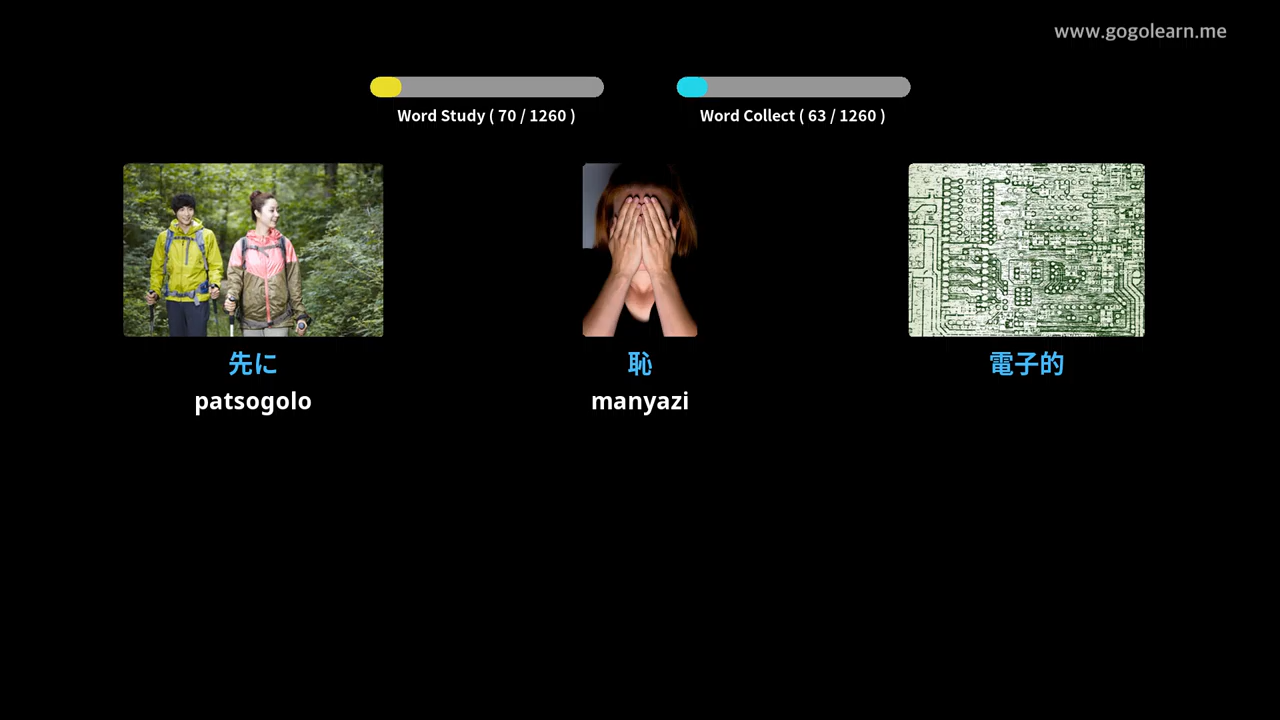 www.gogolearn.me
Word Study ( 70 / 1260 )
Word Collect ( 63 / 1260 )
先に
恥
電子的
patsogolo
manyazi